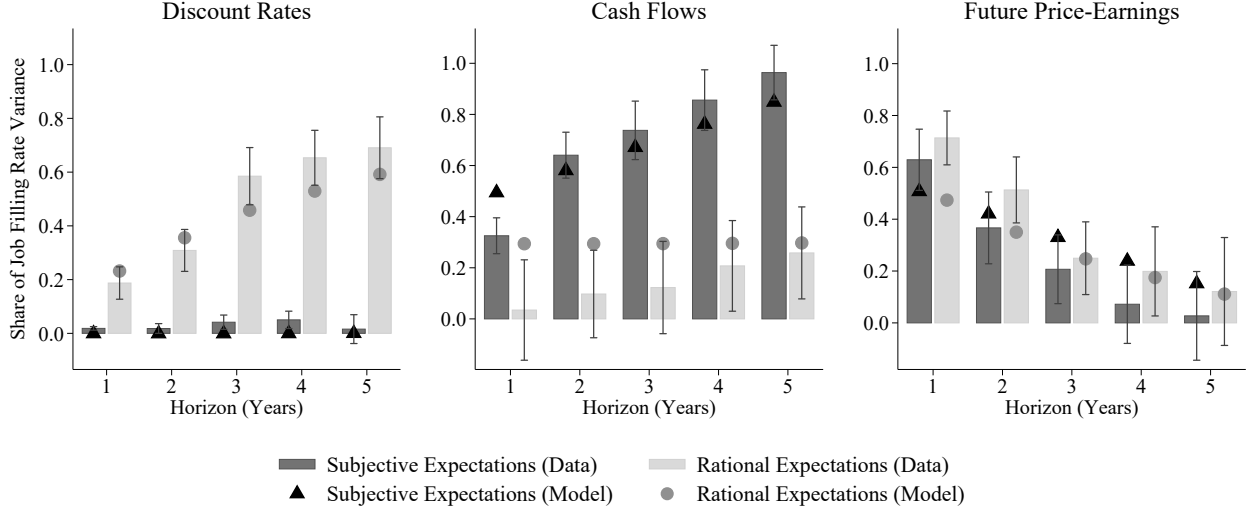 Discount Rates
Cash Flows
Future Price-Earnings
Share of Job Filling Rate Variance
1.0
0.8
0.6
0.4
0.2
0.0
1 2 3 4 5
Horizon (Years)
1.0
0.8
0.6
0.4
0.2
0.0
1 2 3 4 5
Horizon (Years)
1.0
0.8
0.6
0.4
0.2
0.0
1 2 3 4 5
Horizon (Years)
Subjective Expectations (Data)
Rational Expectations (Data)
Subjective Expectations (Model)
Rational Expectations (Model)